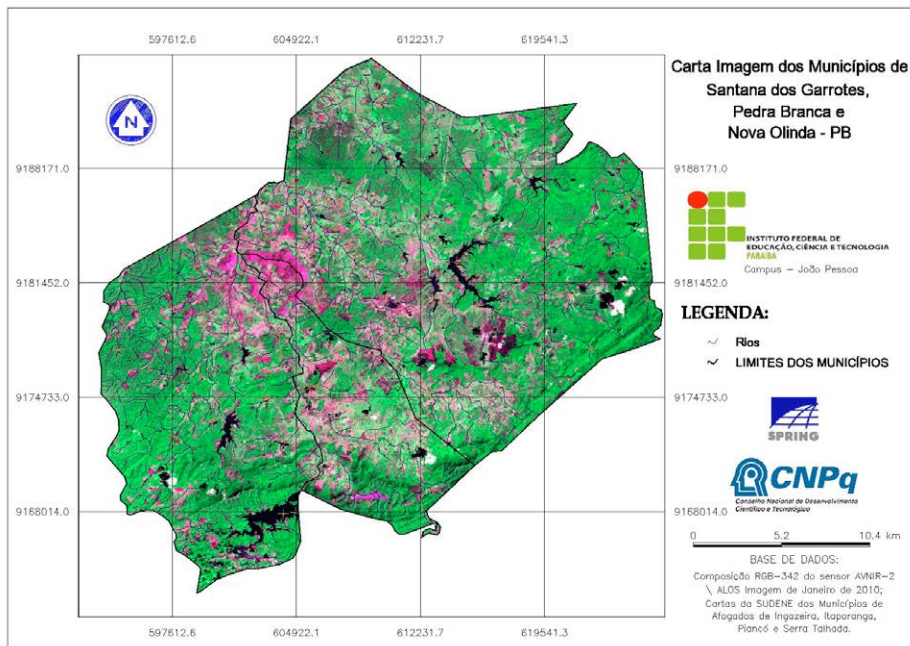 597612.6 604922.1 612231.7 619541.3
Carta Imagem dos Municípios de
Santana dos Garrotes,
Pedra Branca e
Nova Olinda - PB
N
9188171.0 9188171.0
INSTITUTO FEDERAL DE
EDUCAÇÃO, CIÊNCIA E TECNOLOGIA
PARAÍBA
Campus - João Pessoa
9181452.0 9181452.0
LEGENDA:
Rios
LIMITES DOS MUNICÍPIOS
9174733.0 9174733.0
SPRING
CNPq
Conselho Nacional de Desenvolvimento
Científico e Tecnológico
9168014.0 9168014.0
0 5.2 10.4 km
BASE DE DADOS:
Composição RGB-342 do sensor AVNIR-2
\ ALOS Imagem de Janeiro de 2010;
Cartas da SUDENE dos Municípios de
Afogados de Ingazeira, Itaporanga,
Piancó e Serra Talhada.
597612.6 604922.1 612231.7 619541.3